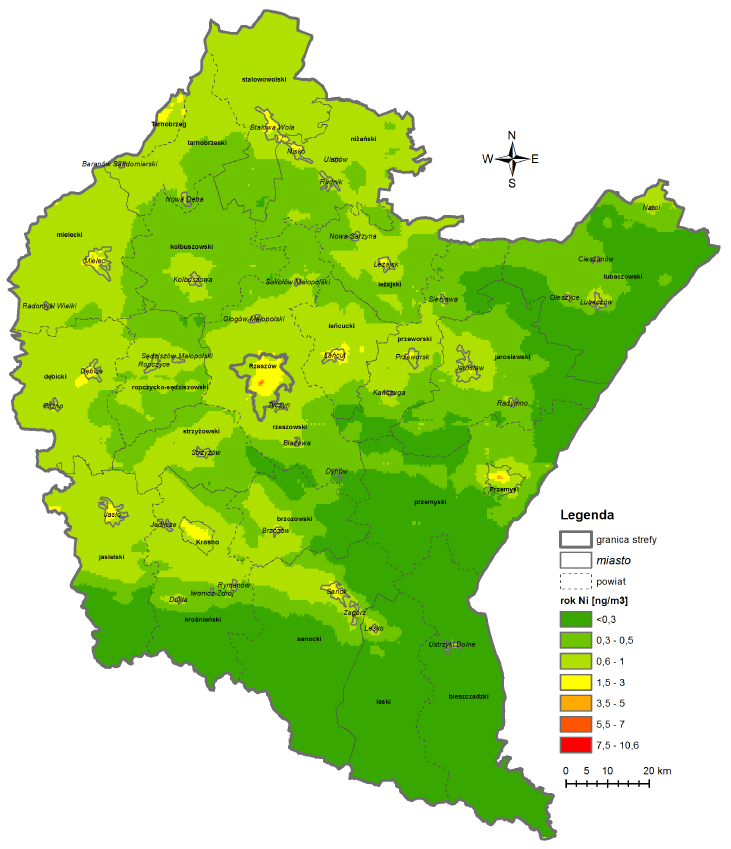 stalowowolski
Tarnobrzeg
Stalowa Wola
tarnobrzeski
niżański
Nisko
Ulanów
Baranów Sandomierski
Rudnik
Nowa Dęba
Narol
mielecki
Nowa Sarzyna
kolbuszowski
Mielec
Leżajsk
Cieszanów
lubaczowski
Kolbuszowa
Sokołów Małopolski
leżajski
Oleszyce
Lubaczów
Radomyśl Wielki
Sieniawa
Głogów Małopolski
łańcucki
przeworski
Sędziszów Małopolski
Łańcut
Przeworsk
jarosławski
Ropczyce
Rzeszów
Jarosław
dębicki
Dębica
ropczycko-sędziszowski
Kańczuga
Pilzno
Tyczyn
Radymno
rzeszowski
strzyżowski
Błażowa
Strzyżów
Dynów
Przemyśl
przemyski
Jasło
Jedlicze
brzozowski
Brzozów
Krosno
jasielski
Rymanów
Iwonicz-Zdrój
Dukla
Sanok
Zagórz
krośnieński
Lesko
sanocki
Ustrzyki Dolne
leski
bieszczadzki
N
W E
S
Legenda
granica strefy
miasto
powiat
rok Ni [ng/m3]
<0,3
0,3 - 0,5
0,6 - 1
1,5 - 3
3,5 - 5
5,5 - 7
7,5 - 10,6
0 5 10 20 km